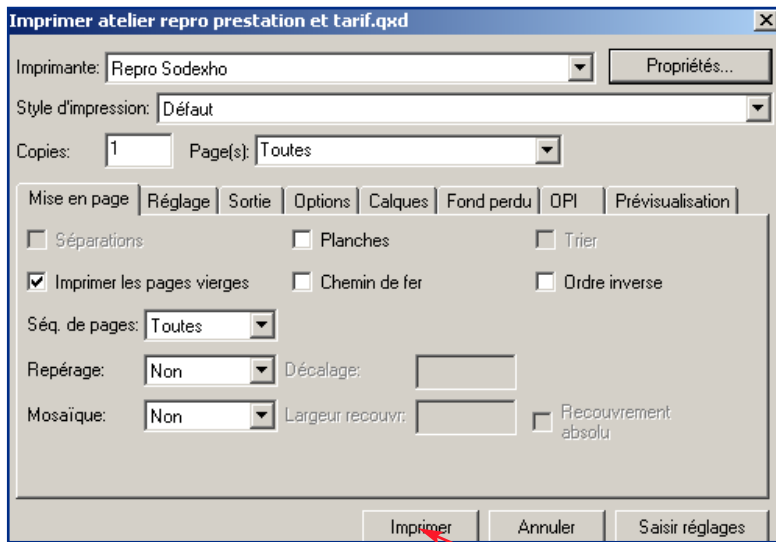 Imprimer atelier repro prestation et tarif.qxd
Imprimante: Repro Sodexho Propriétés...
Style d'impression: Défaut
Copies: 1 Page(s): Toutes
Mise en page Réglage Sortie Options Calques Fond perdu OPI Prévisualisation
Séparations Planches Trier
Imprimer les pages vierges Chemin de fer Ordre inverse
Séq. de pages: Toutes
Repérage: Non Décalage:
Mosaïque: Non Largeur recouvr: Recouvrement
absolu
Imprimer Annuler Saisir réglages